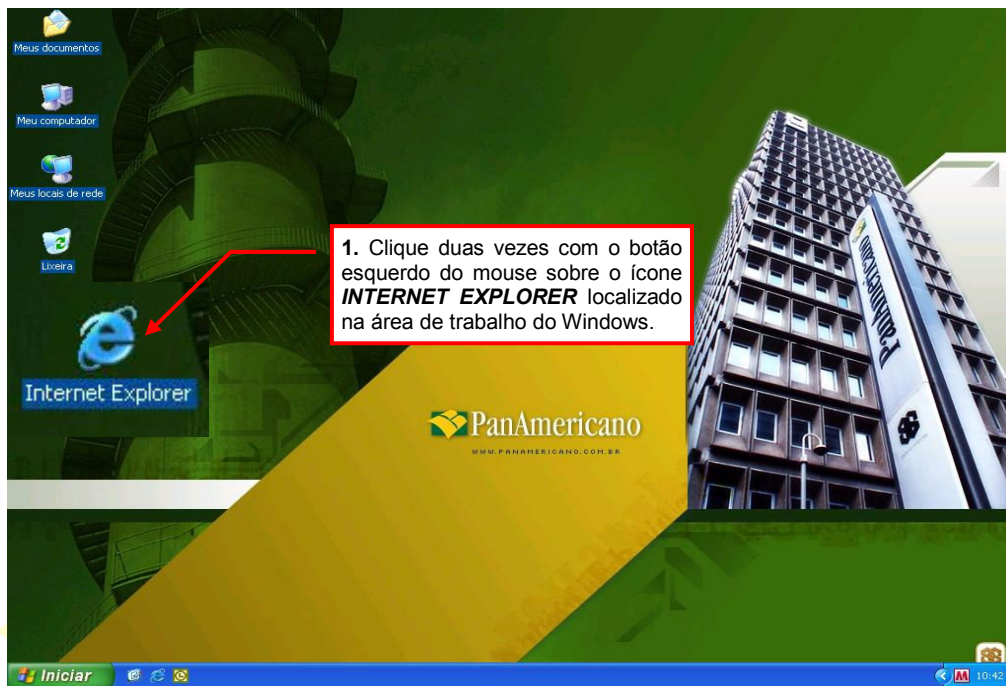 Meus documentos
Meu computador
Meus locais de rede
Lixeira
Internet Explorer
1. Clique duas vezes com o botão
esquerdo do mouse sobre o ícone
INTERNET EXPLORER localizado
na área de trabalho do Windows.
PanAmericano
WWW.PANAMERICANO.COM.BR
PanAmericano
Iniciar
M 10:42